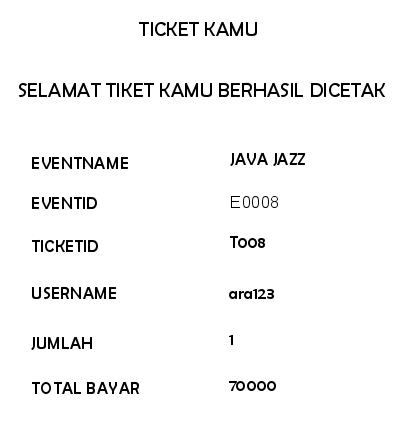 TICKET KAMU
SELAMAT TIKET KAMU BERHASIL DICETAK
EVENTNAME JAVA JAZZ
EVENTID E0008
TICKETID T008
USERNAME ara123
JUMLAH 1
TOTAL BAYAR 70000